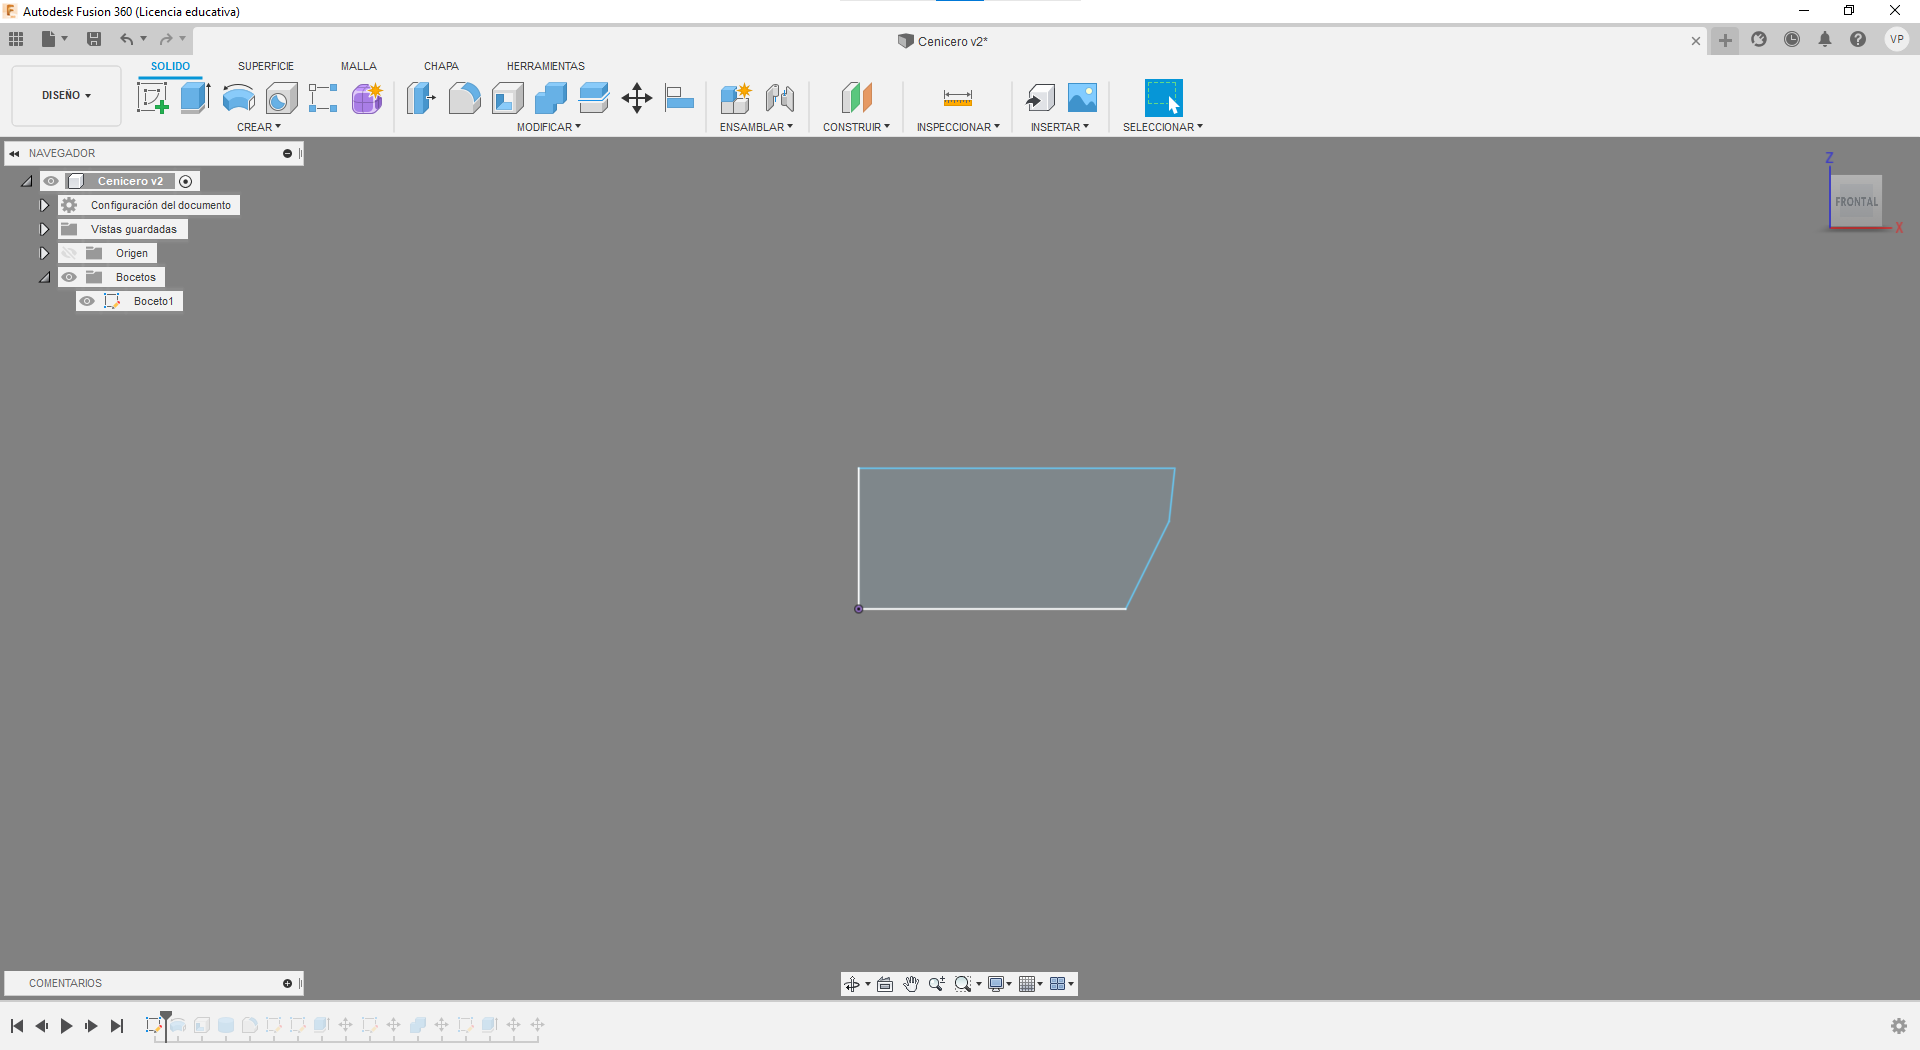 Autodesk Fusion 360 (Licencia educativa)
Cenicero v2*
VP
DISEÑO
SOLIDO
SUPERFICIE
MALLA
CHAPA
HERRAMIENTAS
CREAR
MODIFICAR
ENSAMBLAR
CONSTRUIR
INSPECCIONAR
INSERTAR
SELECCIONAR
NAVEGADOR
Cenicero v2
Configuración del documento
Vistas guardadas
Origen
Bocetos
Boceto1
Z
FRONTAL
X
COMENTARIOS